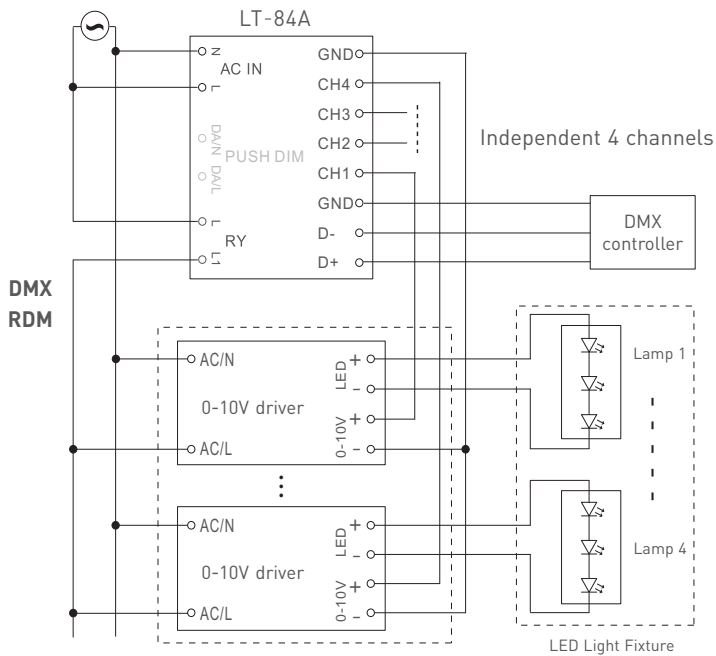 LT-84A
N
AC IN
L
DA/N
PUSH DIM
DA/L
L
RY
L1
GND
CH4
CH3
CH2
CH1
GND
D-
D+
Independent 4 channels
DMX
controller
DMX
RDM
AC/N
0-10V driver
AC/L
LED
+
-
0-10V
+
-
Lamp 1
AC/N
0-10V driver
AC/L
LED
+
-
0-10V
+
-
Lamp 4
LED Light Fixture